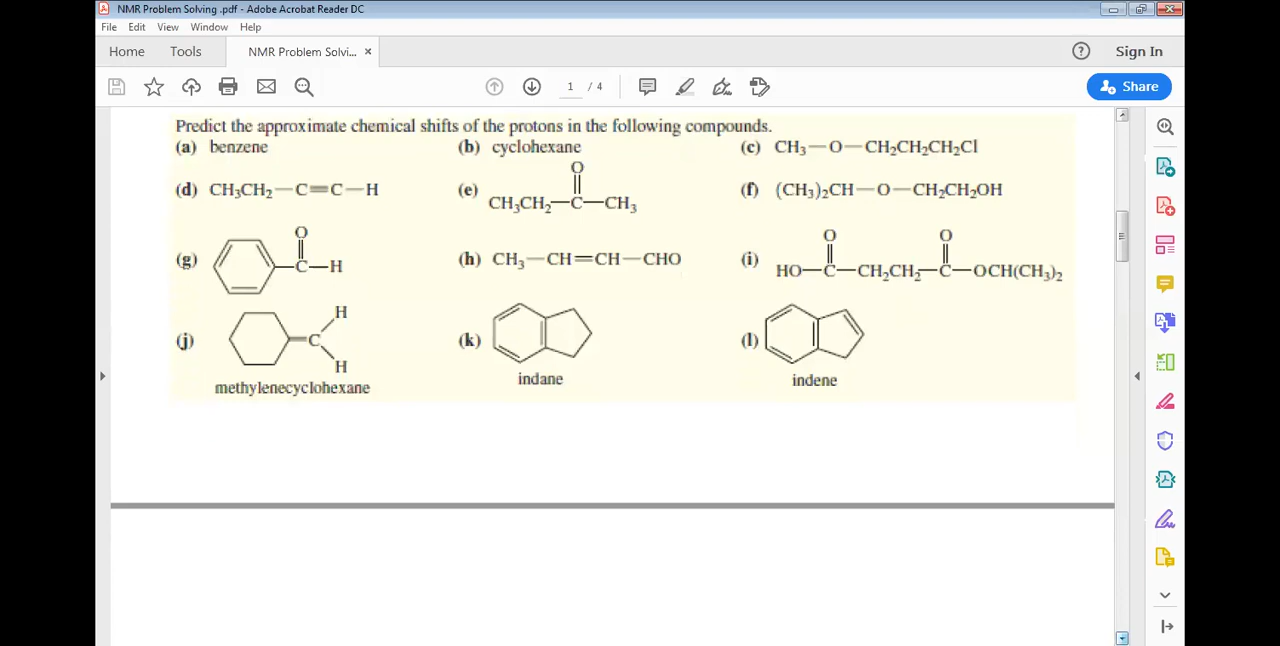 NMR Problem Solving .pdf - Adobe Acrobat Reader DC
File Edit View Window Help
Home Tools NMR Problem Solvi... × ? Sign In
1 / 4 Share
Predict the approximate chemical shifts of the protons in the following compounds.
(a) benzene (b) cyclohexane (c) CH₃—O—CH₂CH₂CH₂Cl
(d) CH₃CH₂—C≡C—H (e) CH₃CH₂—C(=O)—CH₃ (f) (CH₃)₂CH—O—CH₂CH₂OH
(g) O C—H (h) CH₃—CH=CH—CHO (i) HO—C(=O)—CH₂CH₂—C(=O)—OCH(CH₃)₂
(j) H C H (k) (l)
methylenecyclohexane indane indene